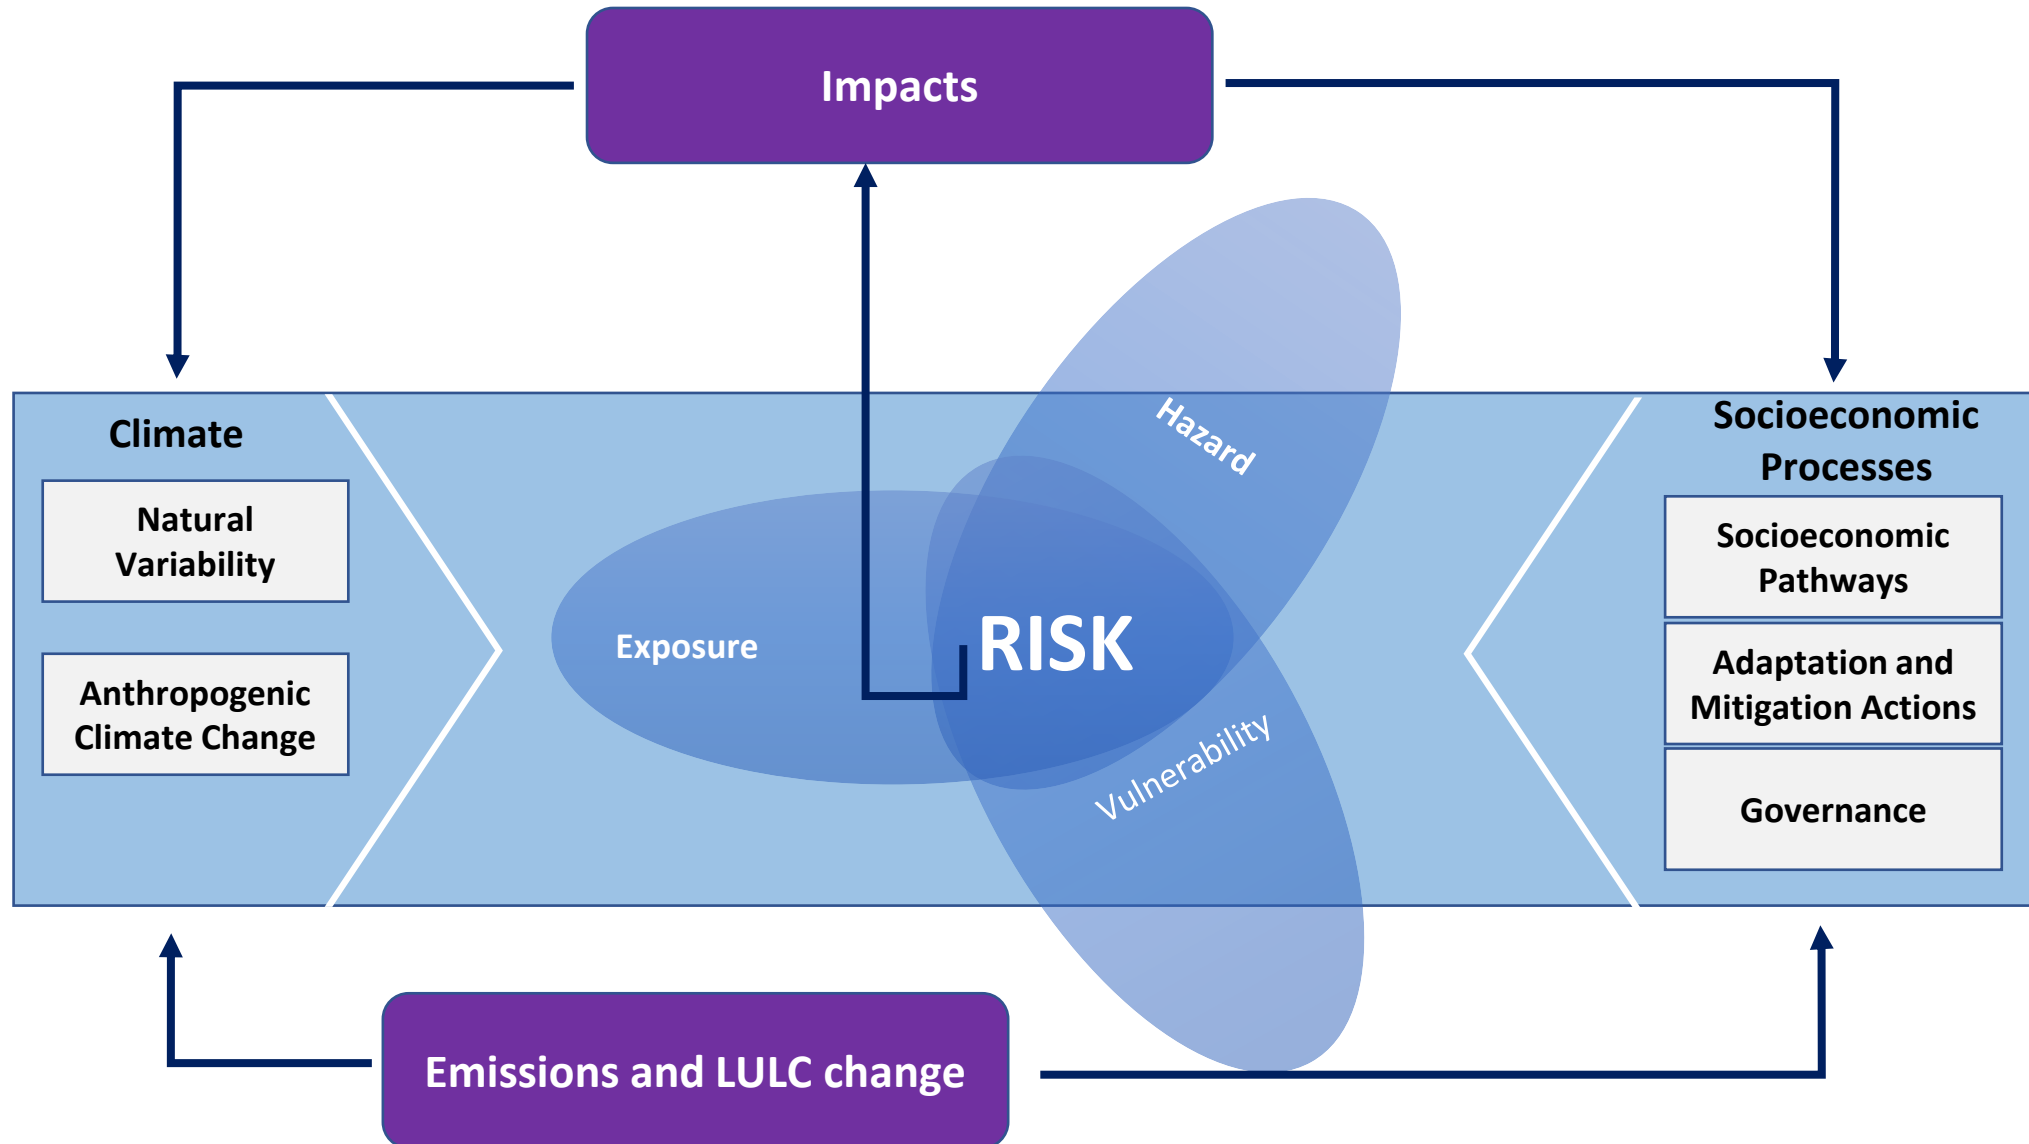 Impacts
Climate
Natural
Variability
Anthropogenic
Climate Change
Exposure
RISK
Hazard
Vulnerability
Socioeconomic
Processes
Socioeconomic
Pathways
Adaptation and
Mitigation Actions
Governance
Emissions and LULC change